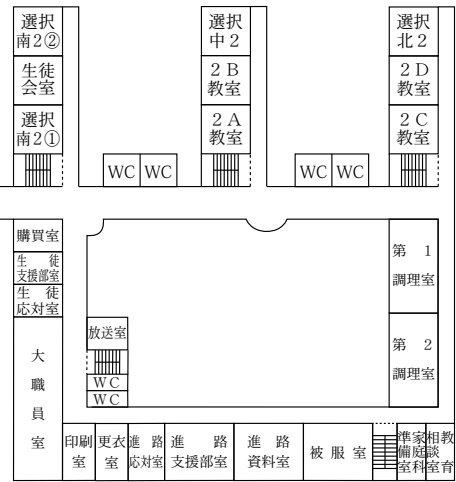 選択
南2②
選択
中2
選択
北2
生徒
会室
2B
教室
2D
教室
選択
南2①
2A
教室
2C
教室
WC
WC
WC
WC
購買室
生徒
支援部室
生徒
応対室
大職員室
放送室
WC
WC
第1
調理室
第2
調理室
印刷
室
更衣
室
進路
応対室
進路
支援部室
進路
資料室
被服室
家庭科
準備室
教育
相談室